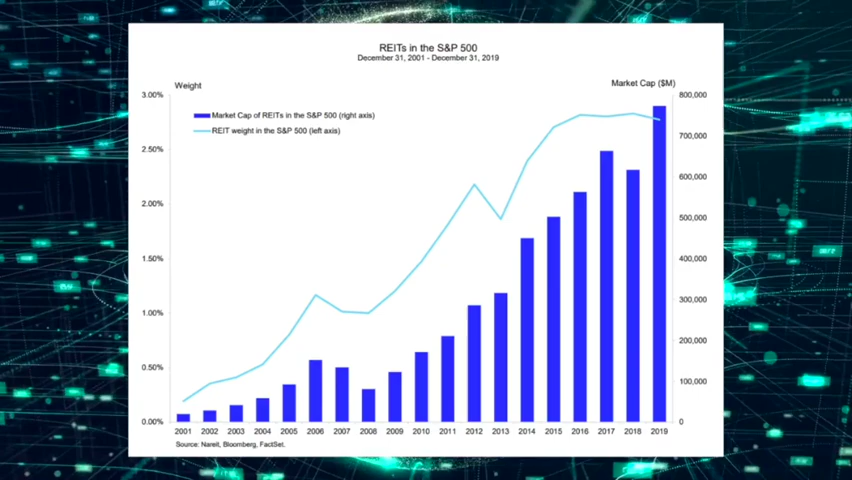 REITs in the S&P 500
December 31, 2001 - December 31, 2019
Weight
Market Cap ($M)
3.00%
2.50%
2.00%
1.50%
1.00%
0.50%
0.00%
Market Cap of REITs in the S&P 500 (right axis)
REIT weight in the S&P 500 (left axis)
800,000
700,000
600,000
500,000
400,000
300,000
200,000
100,000
0
2001 2002 2003 2004 2005 2006 2007 2008 2009 2010 2011 2012 2013 2014 2015 2016 2017 2018 2019
Source: Nareit, Bloomberg, FactSet.